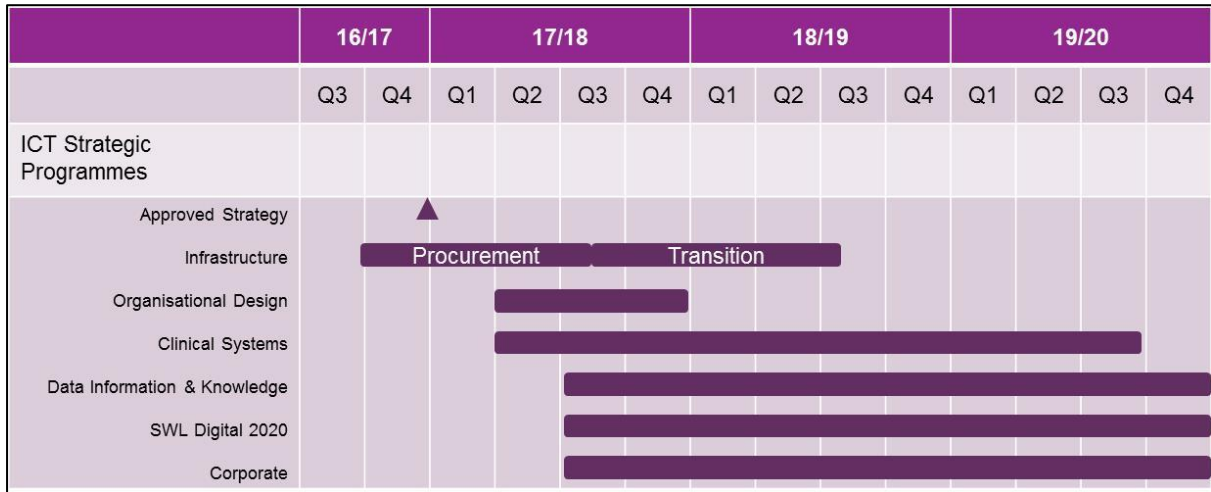 16/17 17/18 18/19 19/20
Q3 Q4 Q1 Q2 Q3 Q4 Q1 Q2 Q3 Q4 Q1 Q2 Q3 Q4
ICT Strategic
Programmes
Approved Strategy
Infrastructure Procurement Transition
Organisational Design
Clinical Systems
Data Information & Knowledge
SWL Digital 2020
Corporate